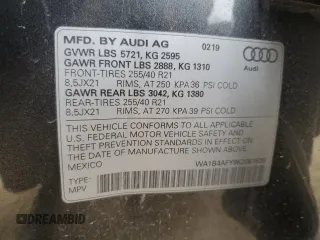 MFD. BY AUDI AG 0219
GVWR LBS 5721, KG 2595
GAWR FRONT LBS 2888, KG 1310
FRONT-TIRES 255/40 R21
8,5JX21 RIMS, AT 250 KPA 36 PSI COLD
GAWR REAR LBS 3042, KG 1380
REAR-TIRES 255/40 R21
8,5JX21 RIMS, AT 270 KPA 39 PSI COLD
Audi
THIS VEHICLE CONFORMS TO ALL APPLICABLE
FEDERAL MOTOR VEHICLE SAFETY AND THEFT
PREVENTION STANDARDS IN EFFECT ON THE DATE
OF MANUFACTURE SHOWN ABOVE.
MEXICO
TYPE:
MPV
DREAMBID